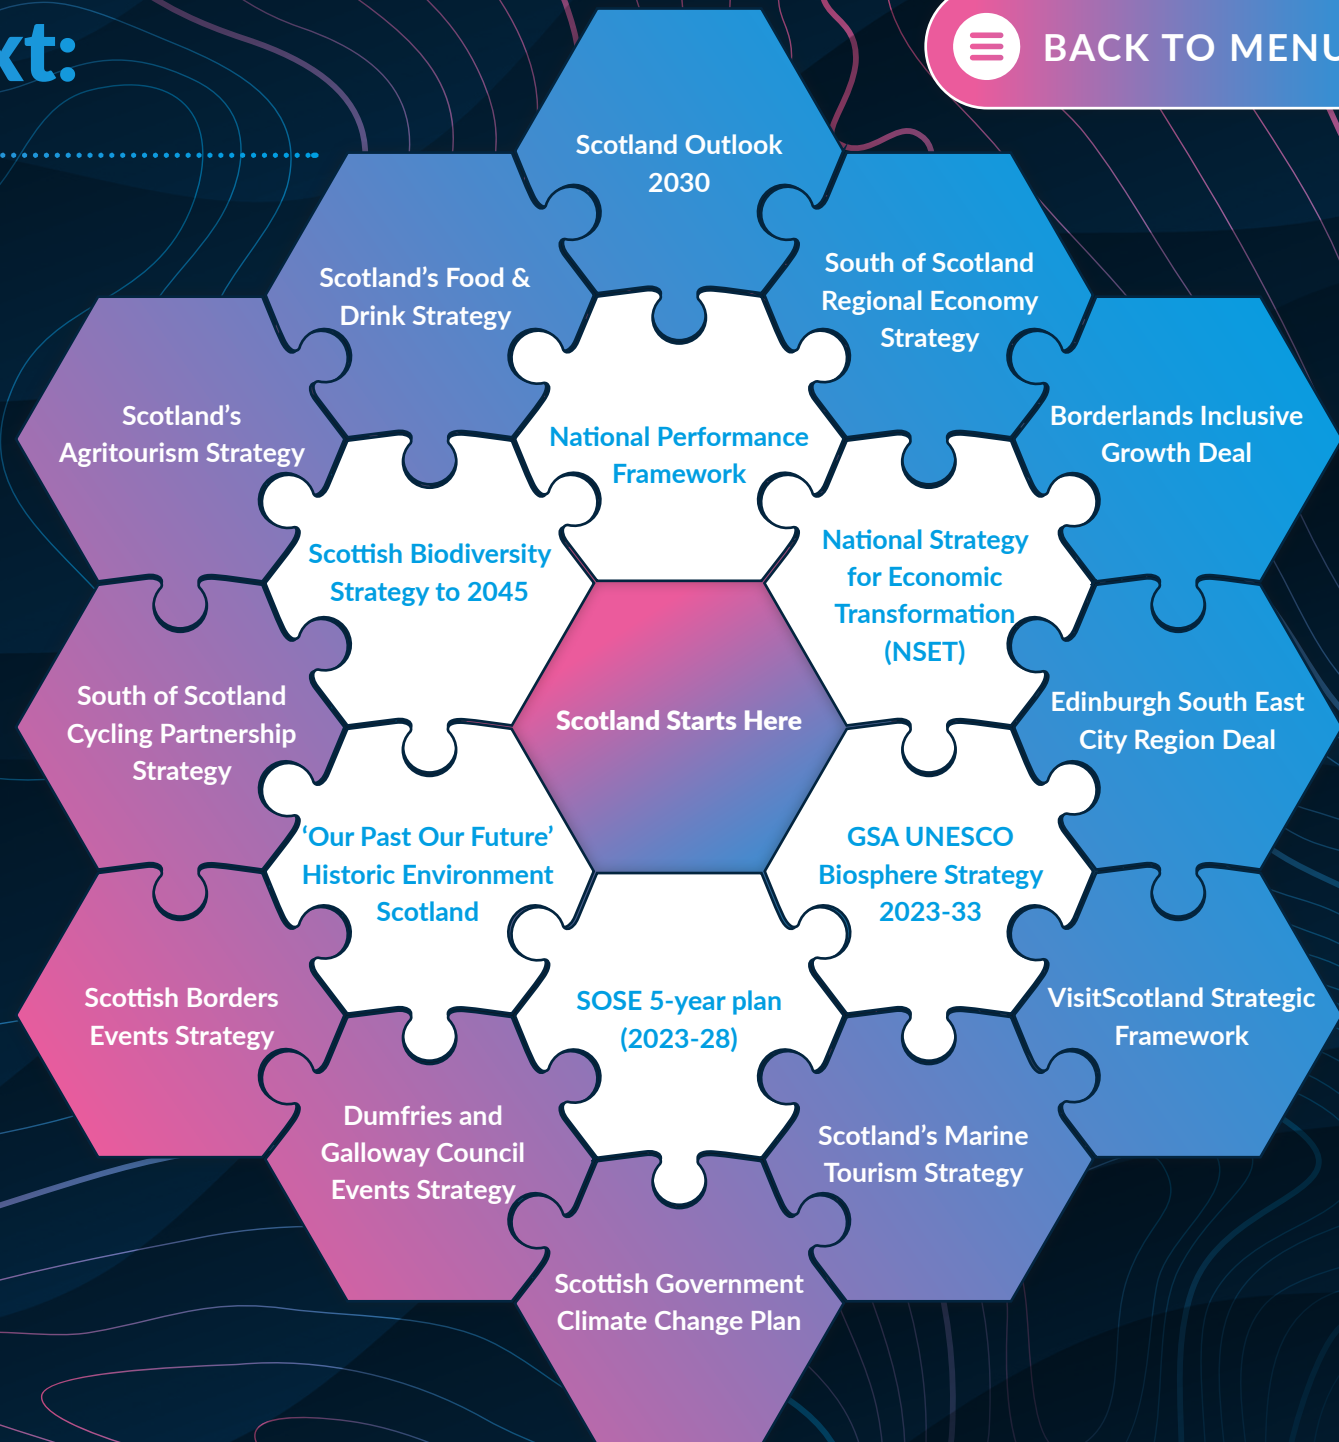 xt:
BACK TO MENU
Scotland Outlook
2030
Scotland's Food &
Drink Strategy
South of Scotland
Regional Economy
Strategy
Scotland's
Agritourism Strategy
National Performance
Framework
Borderlands Inclusive
Growth Deal
Scottish Biodiversity
Strategy to 2045
National Strategy
for Economic
Transformation
(NSET)
South of Scotland
Cycling Partnership
Strategy
Scotland Starts Here
Edinburgh South East
City Region Deal
‘Our Past Our Future’
Historic Environment
Scotland
GSA UNESCO
Biosphere Strategy
2023-33
Scottish Borders
Events Strategy
SOSE 5-year plan
(2023-28)
VisitScotland Strategic
Framework
Dumfries and
Galloway Council
Events Strategy
Scotland's Marine
Tourism Strategy
Scottish Government
Climate Change Plan